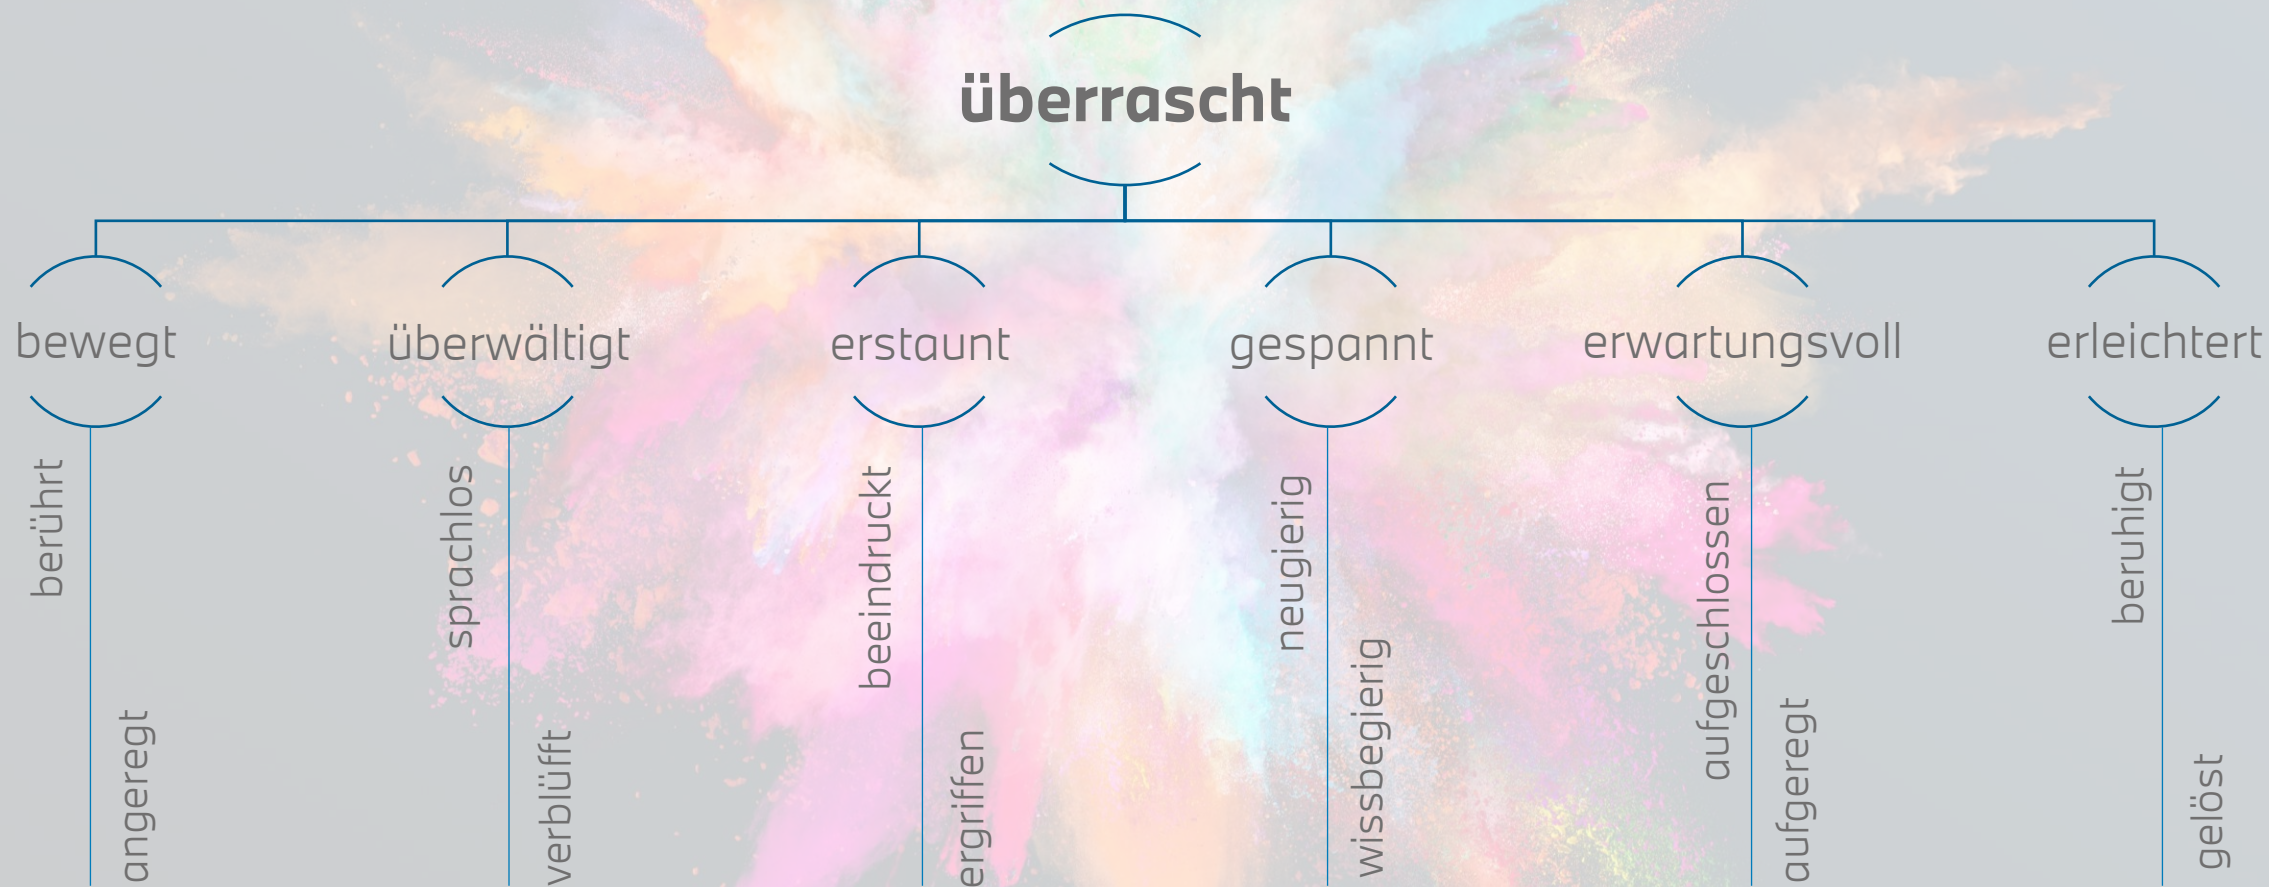 überrascht
bewegt
überwältigt
erstaunt
gespannt
erwartungsvoll
erleichtert
berührt
angeregt
sprachlos
verblüfft
beeindruckt
ergriffen
neugierig
wissbegierig
aufgeschlossen
aufgeregt
beruhigt
gelöst